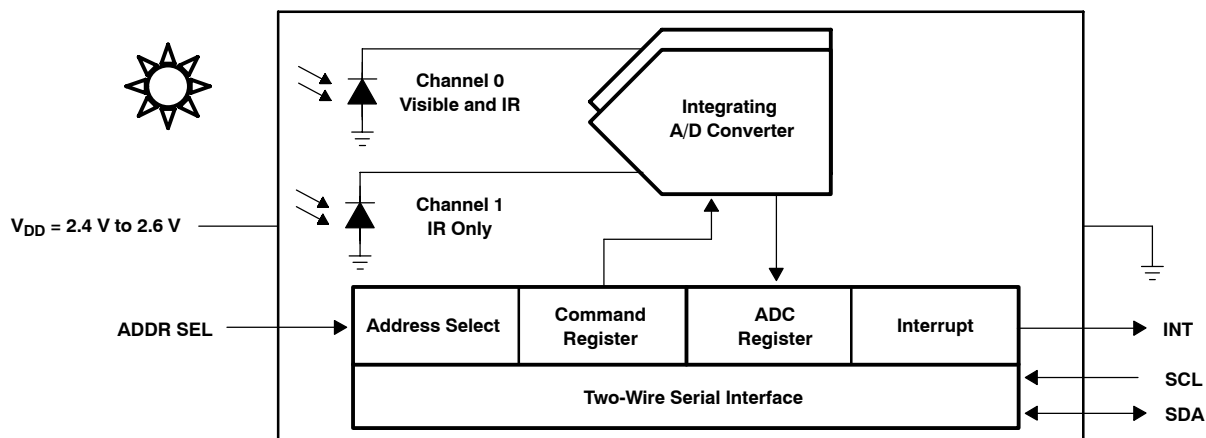 Channel 0
Visible and IR
Integrating
A/D Converter
Channel 1
IR Only
VDD = 2.4 V to 2.6 V
ADDR SEL
Address Select
Command
Register
ADC
Register
Interrupt
INT
Two-Wire Serial Interface
SCL
SDA